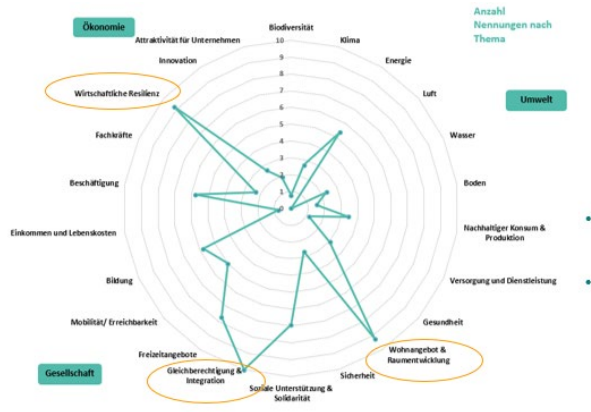 Ökonomie
Anzahl
Nennungen nach
Thema
Biodiversität
Attraktivität für Unternehmen
Klima
Innovation
Energie
Wirtschaftliche Resilienz
Luft
Umwelt
Fachkräfte
Wasser
Beschäftigung
Boden
Einkommen und Lebenskosten
Nachhaltiger Konsum &
Produktion
Bildung
Versorgung und Dienstleistung
Mobilität/ Erreichbarkeit
Gesundheit
Freizeitangebote
Wohnangebot &
Raumentwicklung
Gesellschaft
Gleichberechtigung &
Integration
Sicherheit
Soziale Unterstützung &
Solidarität
10
9
8
7
6
5
4
3
2
1
0